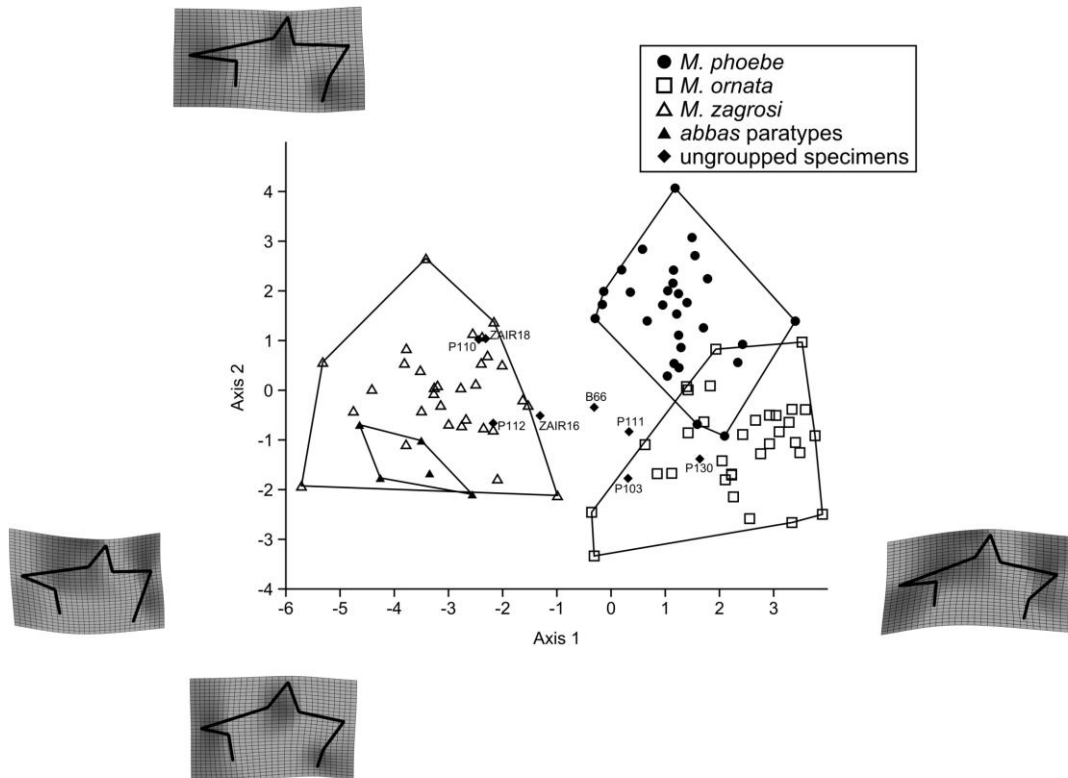 M. phoebe
M. ornata
M. zagrosi
abbas paratypes
ungroupped specimens
4
3
2
1
0
-1
-2
-3
-4
Axis 2
ZAIR18
P110
P112
ZAIR16
B66
P111
P103
P130
-6 -5 -4 -3 -2 -1 0 1 2 3
Axis 1